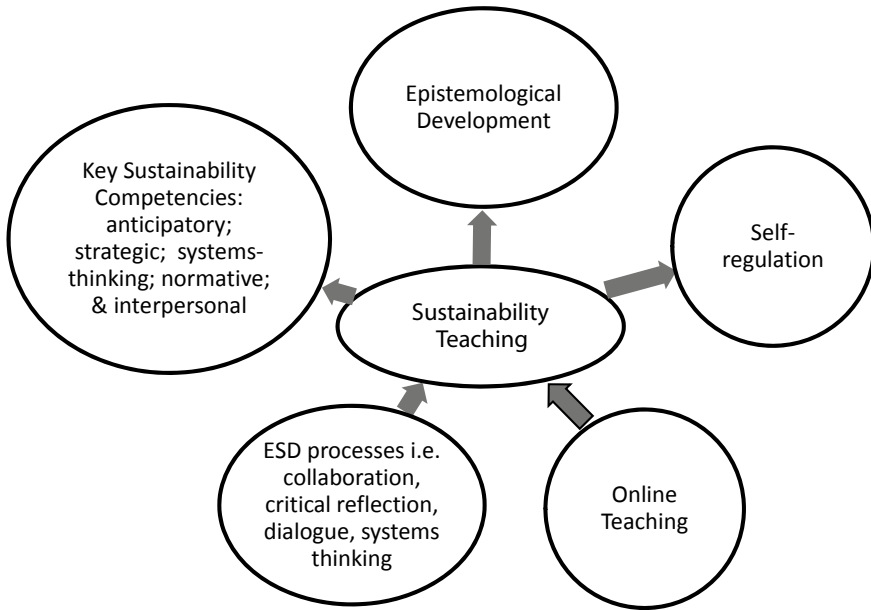 Epistemological
Development
Key Sustainability
Competencies:
anticipatory;
strategic; systems-
thinking; normative;
& interpersonal
Self-
regulation
Sustainability
Teaching
ESD processes i.e.
collaboration,
critical reflection,
dialogue, systems
thinking
Online
Teaching